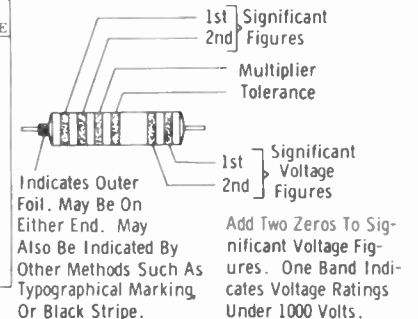 E
1st Significant
2nd Figures
Multiplier
Tolerance
1st Significant
Voltage
2nd Figures
Indicates Outer
Foil. May Be On
Either End. May
Also Be Indicated By
Other Methods Such As
Typographical Marking,
Or Black Stripe.
Add Two Zeros To Sig-
nificant Voltage Fig-
ures. One Band Indi-
cates Voltage Ratings
Under 1000 Volts.